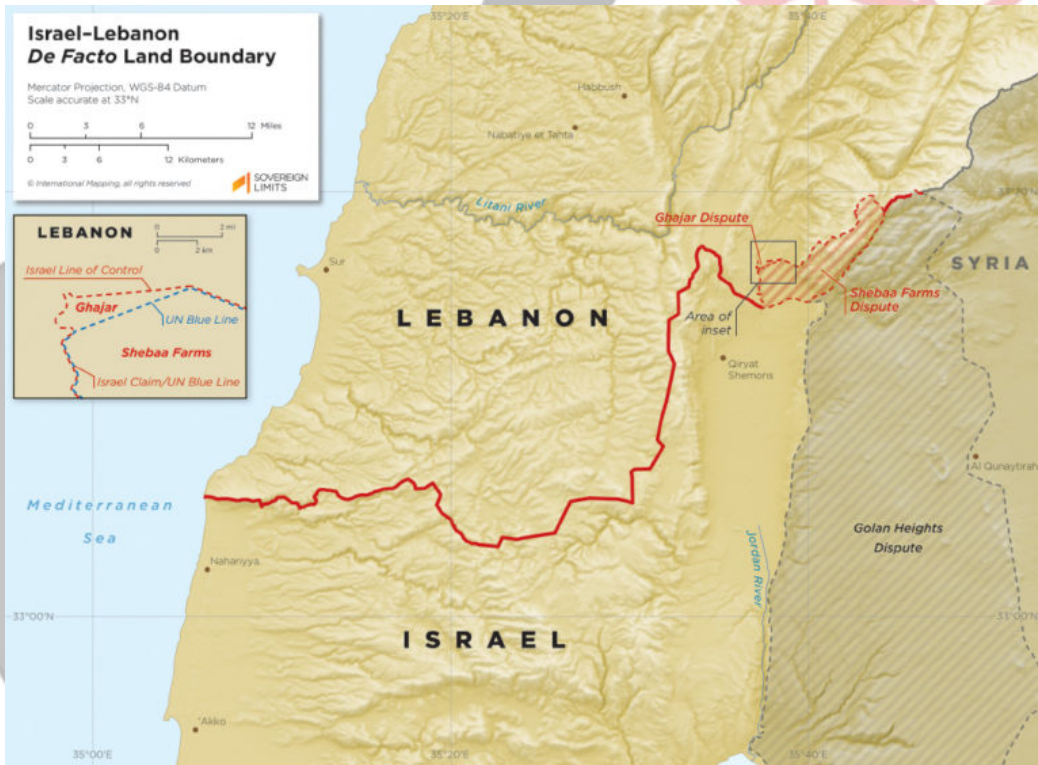 Israel–Lebanon
De Facto Land Boundary
Mercator Projection, WGS-84 Datum
Scale accurate at 33°N
0 3 6 12 Miles
0 3 6 12 Kilometers
© International Mapping, all rights reserved
SOVEREIGN
LIMITS
LEBANON
0 2 mi
0 2 km
Israel Line of Control
Ghajar
UN Blue Line
Shebaa Farms
Israel Claim/UN Blue Line
35°20'E
35°40'E
Habbush
Nabatiye et Tahta
Litani River
Ghajar Dispute
SYRIA
Sur
Shebaa Farms
Dispute
LEBANON
Area of
inset
Qiryat
Shemons
Al Qunaytirah
Mediterranean
Sea
Golan Heights
Dispute
Jordan River
Nahariyya
33°00'N
33°00'N
ISRAEL
'Akko
35°00'E
35°20'E
35°40'E